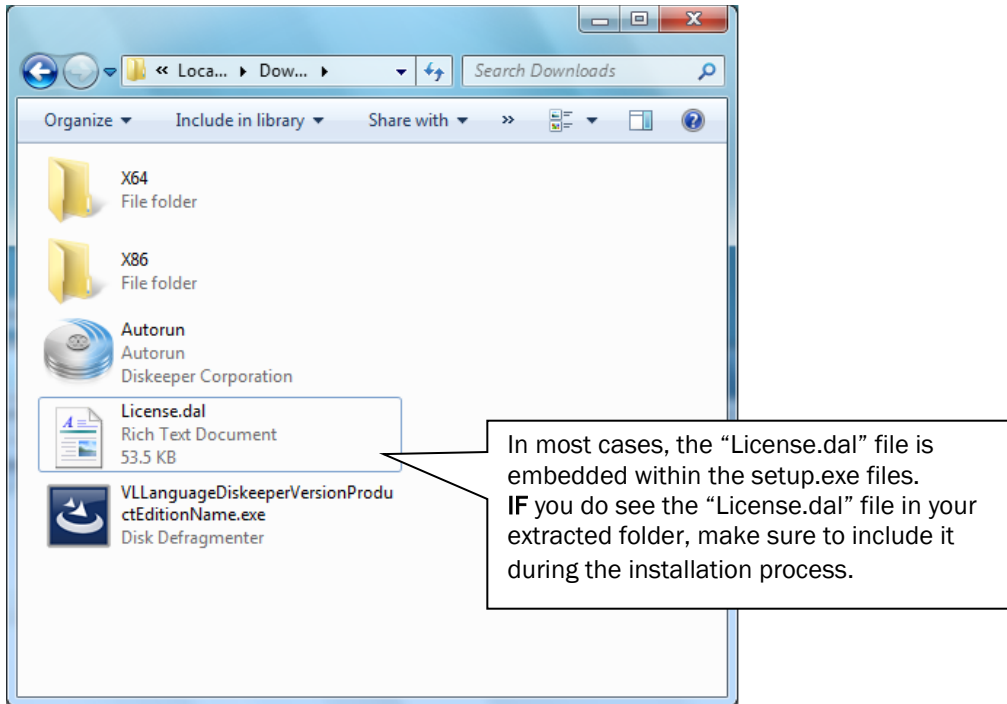 « Loca... ▸ Dow... ▸
Search Downloads
Organize ▾ Include in library ▾ Share with ▾ »
X64
File folder
X86
File folder
Autorun
Autorun
Diskeeper Corporation
License.dal
Rich Text Document
53.5 KB
VLLanguageDiskeeperVersionProdu
ctEditionName.exe
Disk Defragmenter
In most cases, the “License.dal” file is
embedded within the setup.exe files.
IF you do see the “License.dal” file in your
extracted folder, make sure to include it
during the installation process.